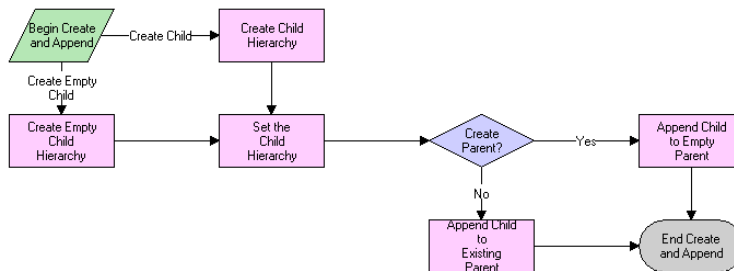 Begin Create
and Append
Create Child
Create Child
Hierarchy
Create Empty
Child
Create Empty
Child
Hierarchy
Set the
Child
Hierarchy
Create
Parent?
Yes
Append Child
to Empty
Parent
No
Append Child
to
Existing
Parent
End Create
and Append